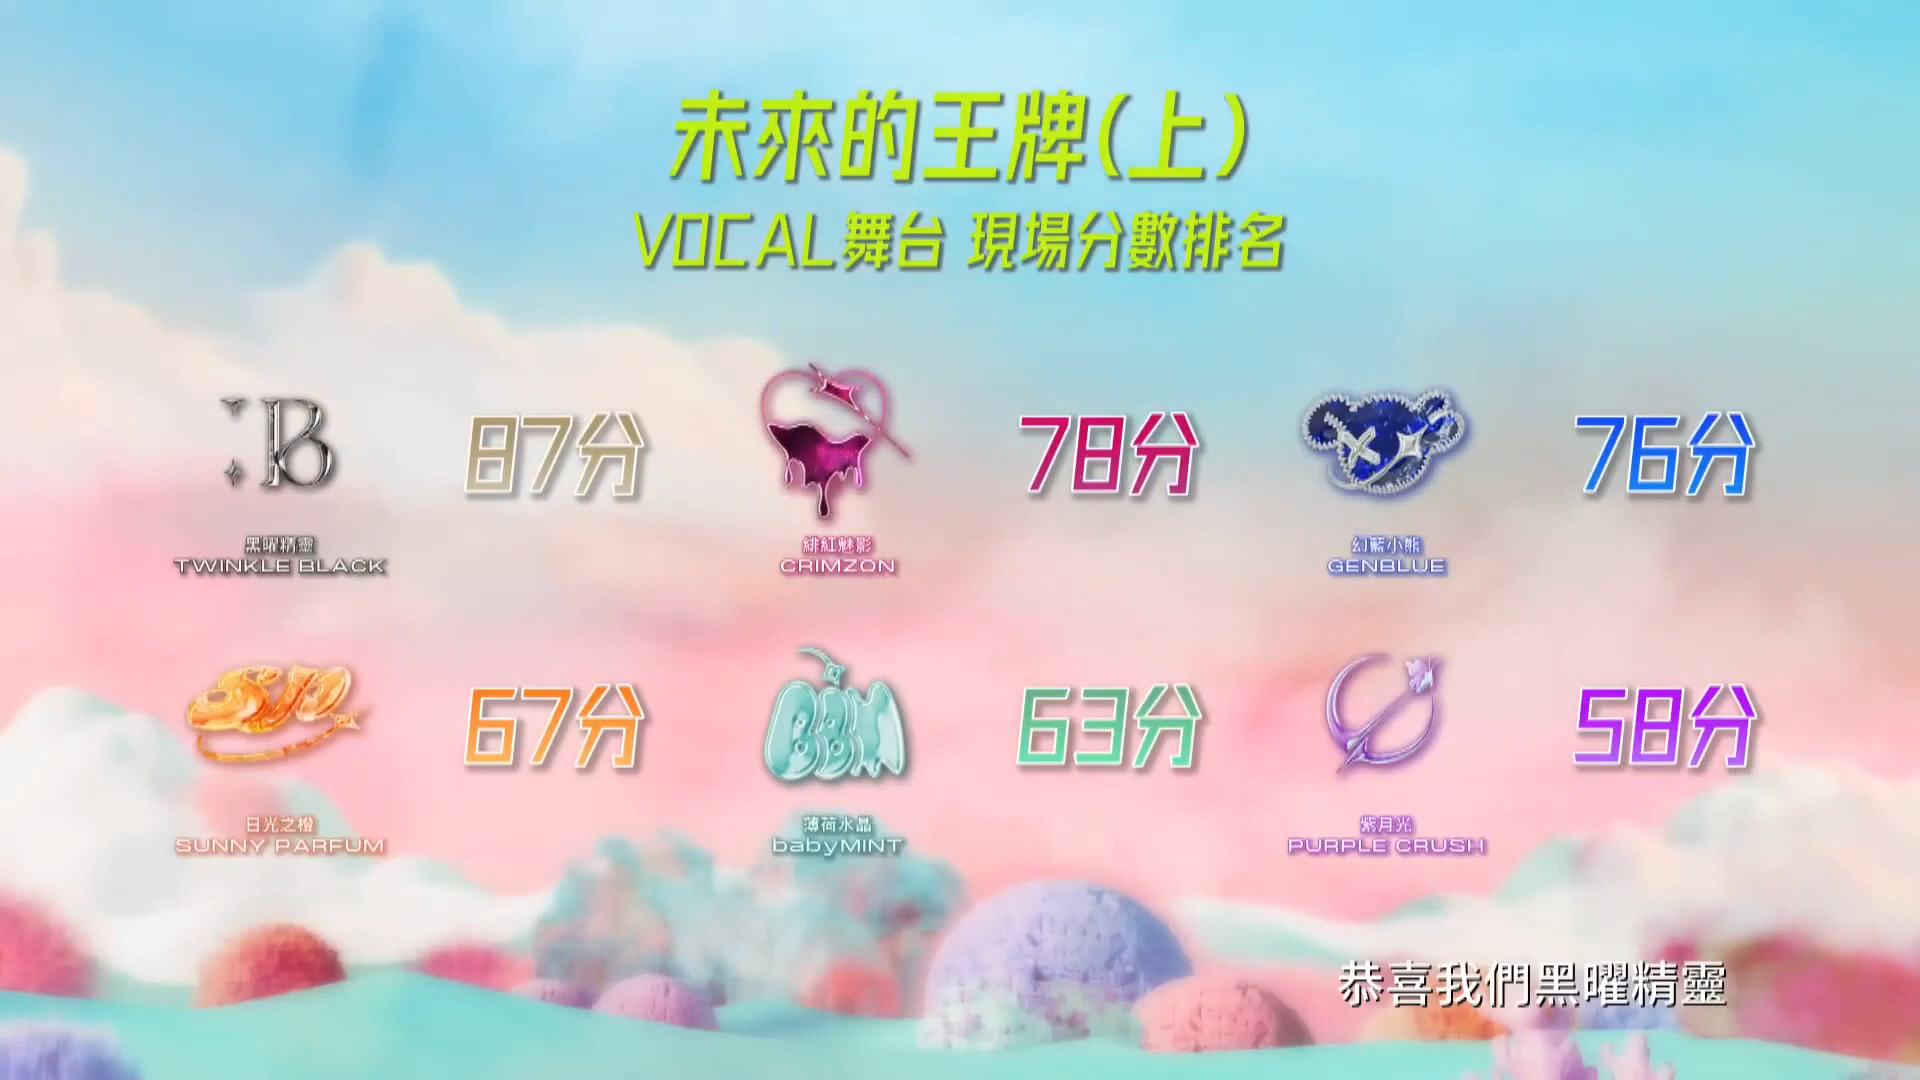 未來的王牌(上)
VOCAL舞台 現場分數排名
87分
78分
76分
黑曜精靈
TWINKLE BLACK
緋紅魅影
CRIMZON
幻藍小熊
GENBLUE
67分
BBM
63分
58分
日光之橙
SUNNY PARFUM
薄荷水晶
babyMINT
紫月光
PURPLE CRUSH
恭喜我們黑曜精靈